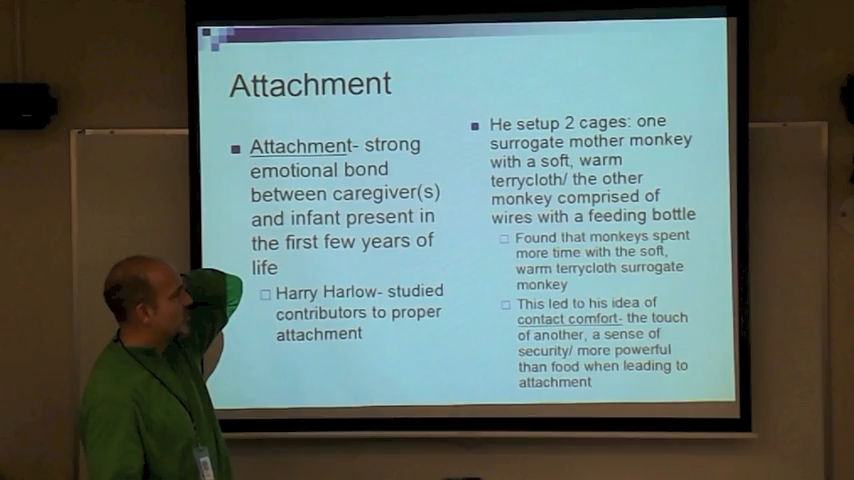 Attachment
Attachment- strong
emotional bond
between caregiver(s)
and infant present in
the first few years of
life
Harry Harlow- studied
contributors to proper
attachment
He setup 2 cages: one
surrogate mother monkey
with a soft, warm
terrycloth/ the other
monkey comprised of
wires with a feeding bottle
Found that monkeys spent
more time with the soft,
warm terrycloth surrogate
monkey
This led to his idea of
contact comfort- the touch
of another, a sense of
security/ more powerful
than food when leading to
attachment